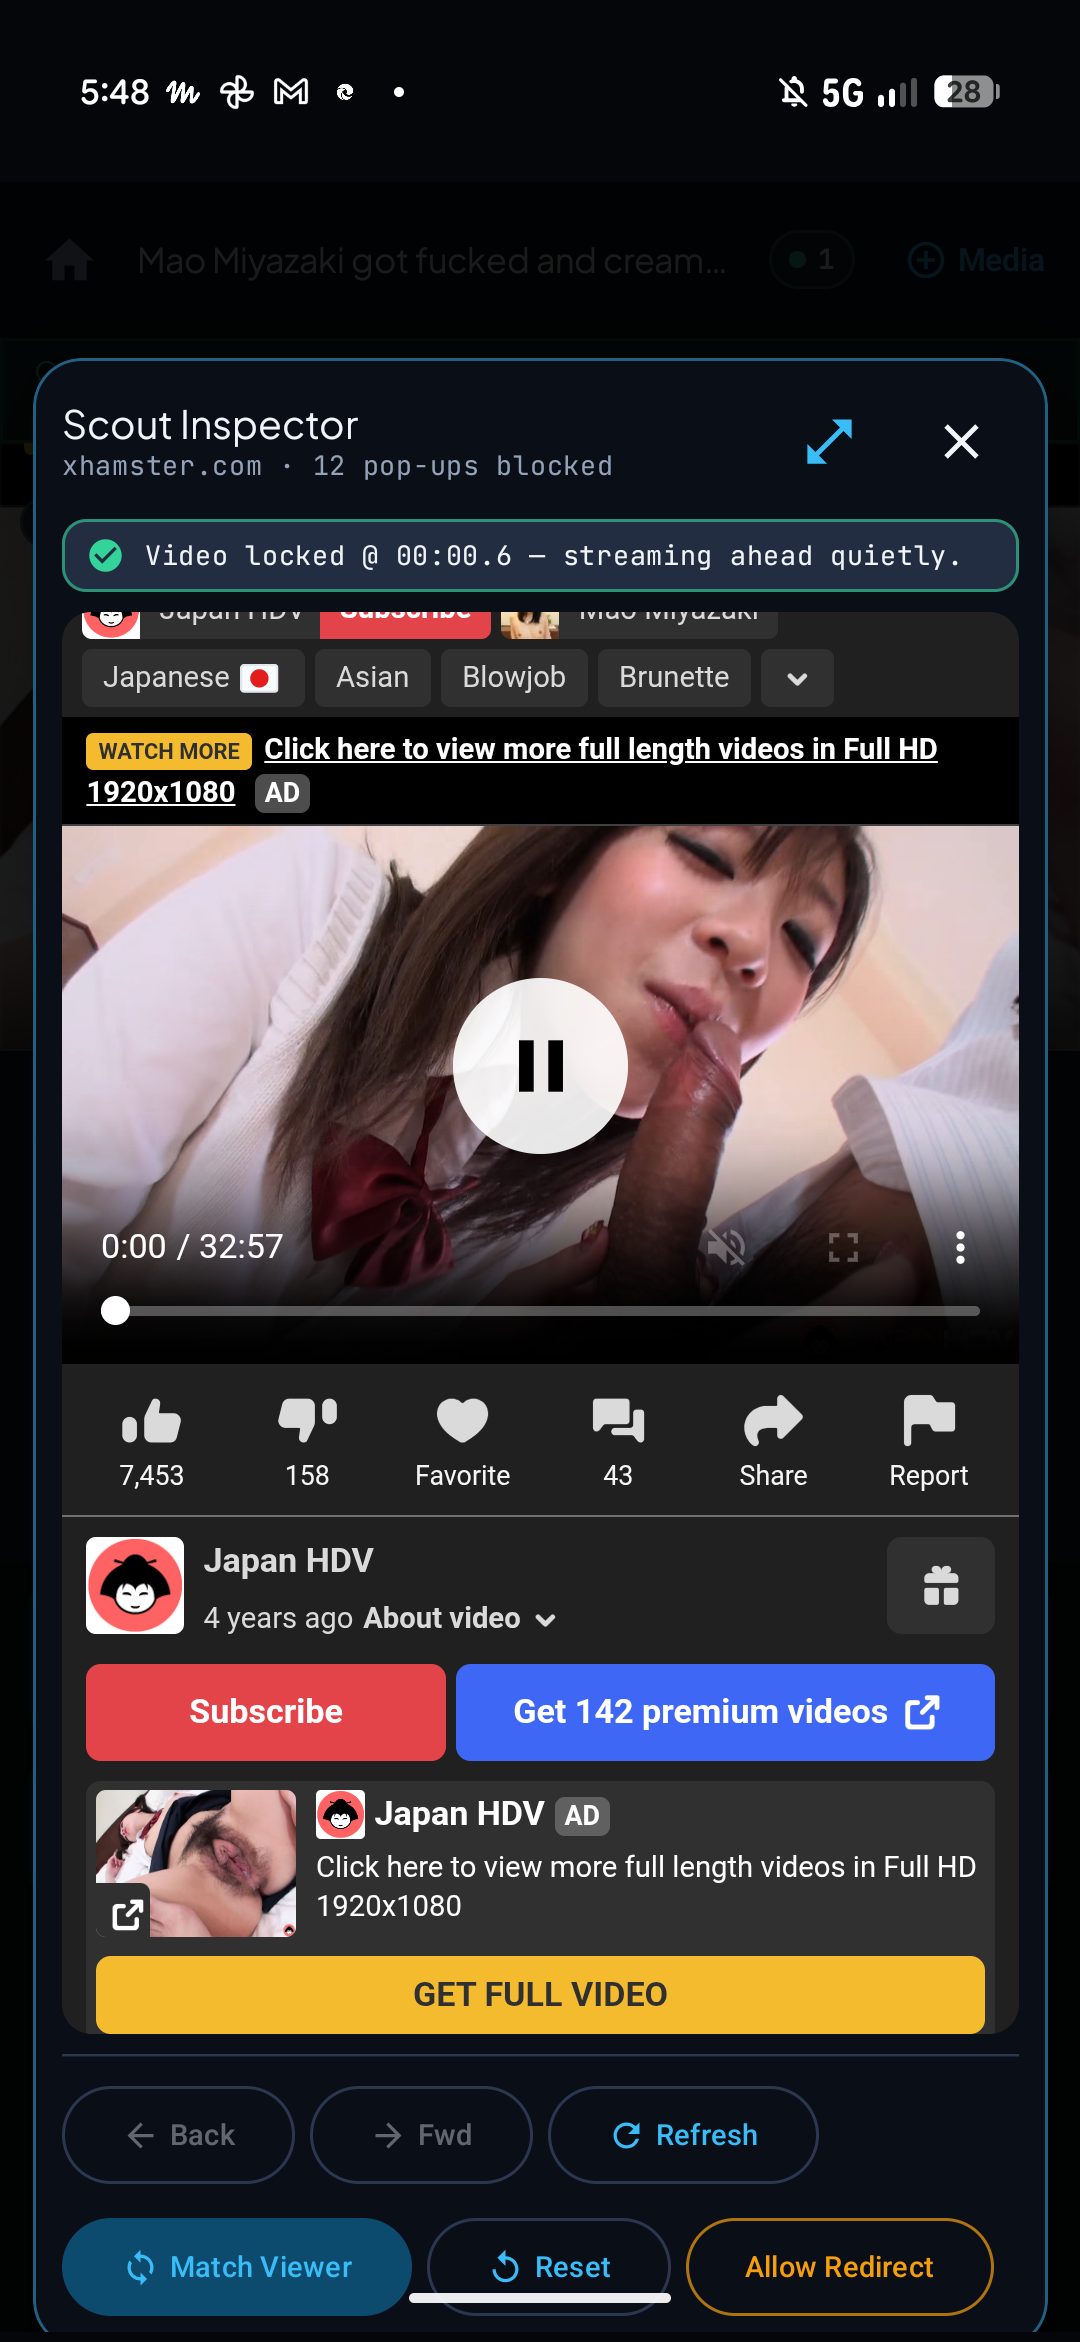 5:48
5G
28
Mao Miyazaki got fucked and cream...
1
Media
Scout Inspector
xhamster.com · 12 pop-ups blocked
Video locked @ 00:00.6 — streaming ahead quietly.
Japan HDV Subscribe Mao Miyazaki
Japanese Asian Blowjob Brunette
WATCH MORE Click here to view more full length videos in Full HD
1920x1080 AD
0:00 / 32:57
7,453 158 Favorite 43 Share Report
Japan HDV
4 years ago About video
Subscribe Get 142 premium videos
Japan HDV AD
Click here to view more full length videos in Full HD
1920x1080
GET FULL VIDEO
Back Fwd Refresh
Match Viewer Reset Allow Redirect